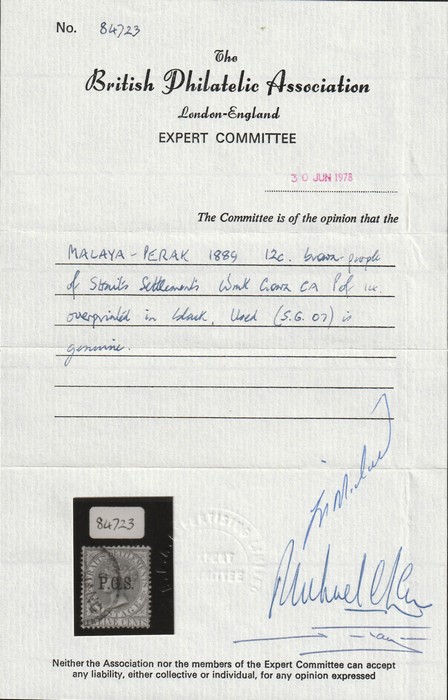 No. 84723
The
British Philatelic Association
London-England
EXPERT COMMITTEE
30 JUN 1978
The Committee is of the opinion that the
MALAYA - PERAK 1889 12c. brown-purple
of Straits Settlements Wmk Crown CA
overprinted in black, Used (S.G. 07) is
genuine.
84723
P.G.S.
Neither the Association nor the members of the Expert Committee can accept
any liability, either collective or individual, for any opinion expressed